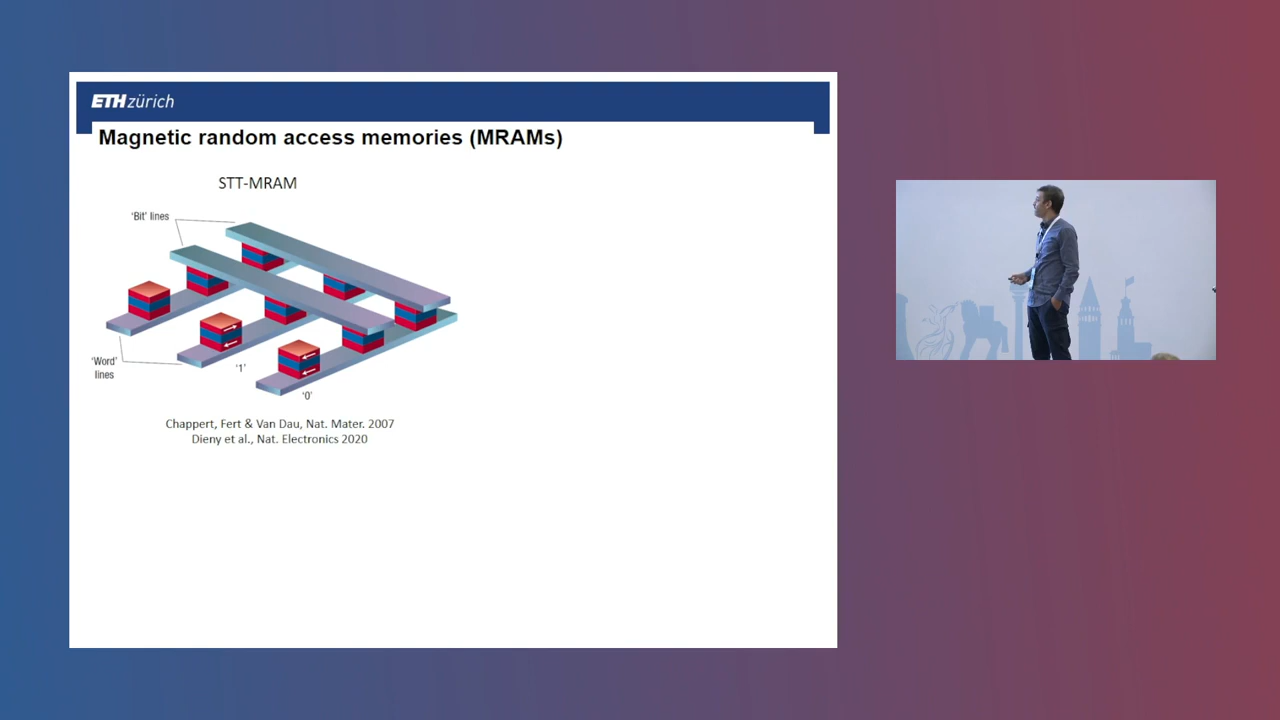 ETH zürich
Magnetic random access memories (MRAMs)
STT-MRAM
'Bit' lines
'Word'
lines
'1'
'0'
Chappert, Fert & Van Dau, Nat. Mater. 2007
Dieny et al., Nat. Electronics 2020